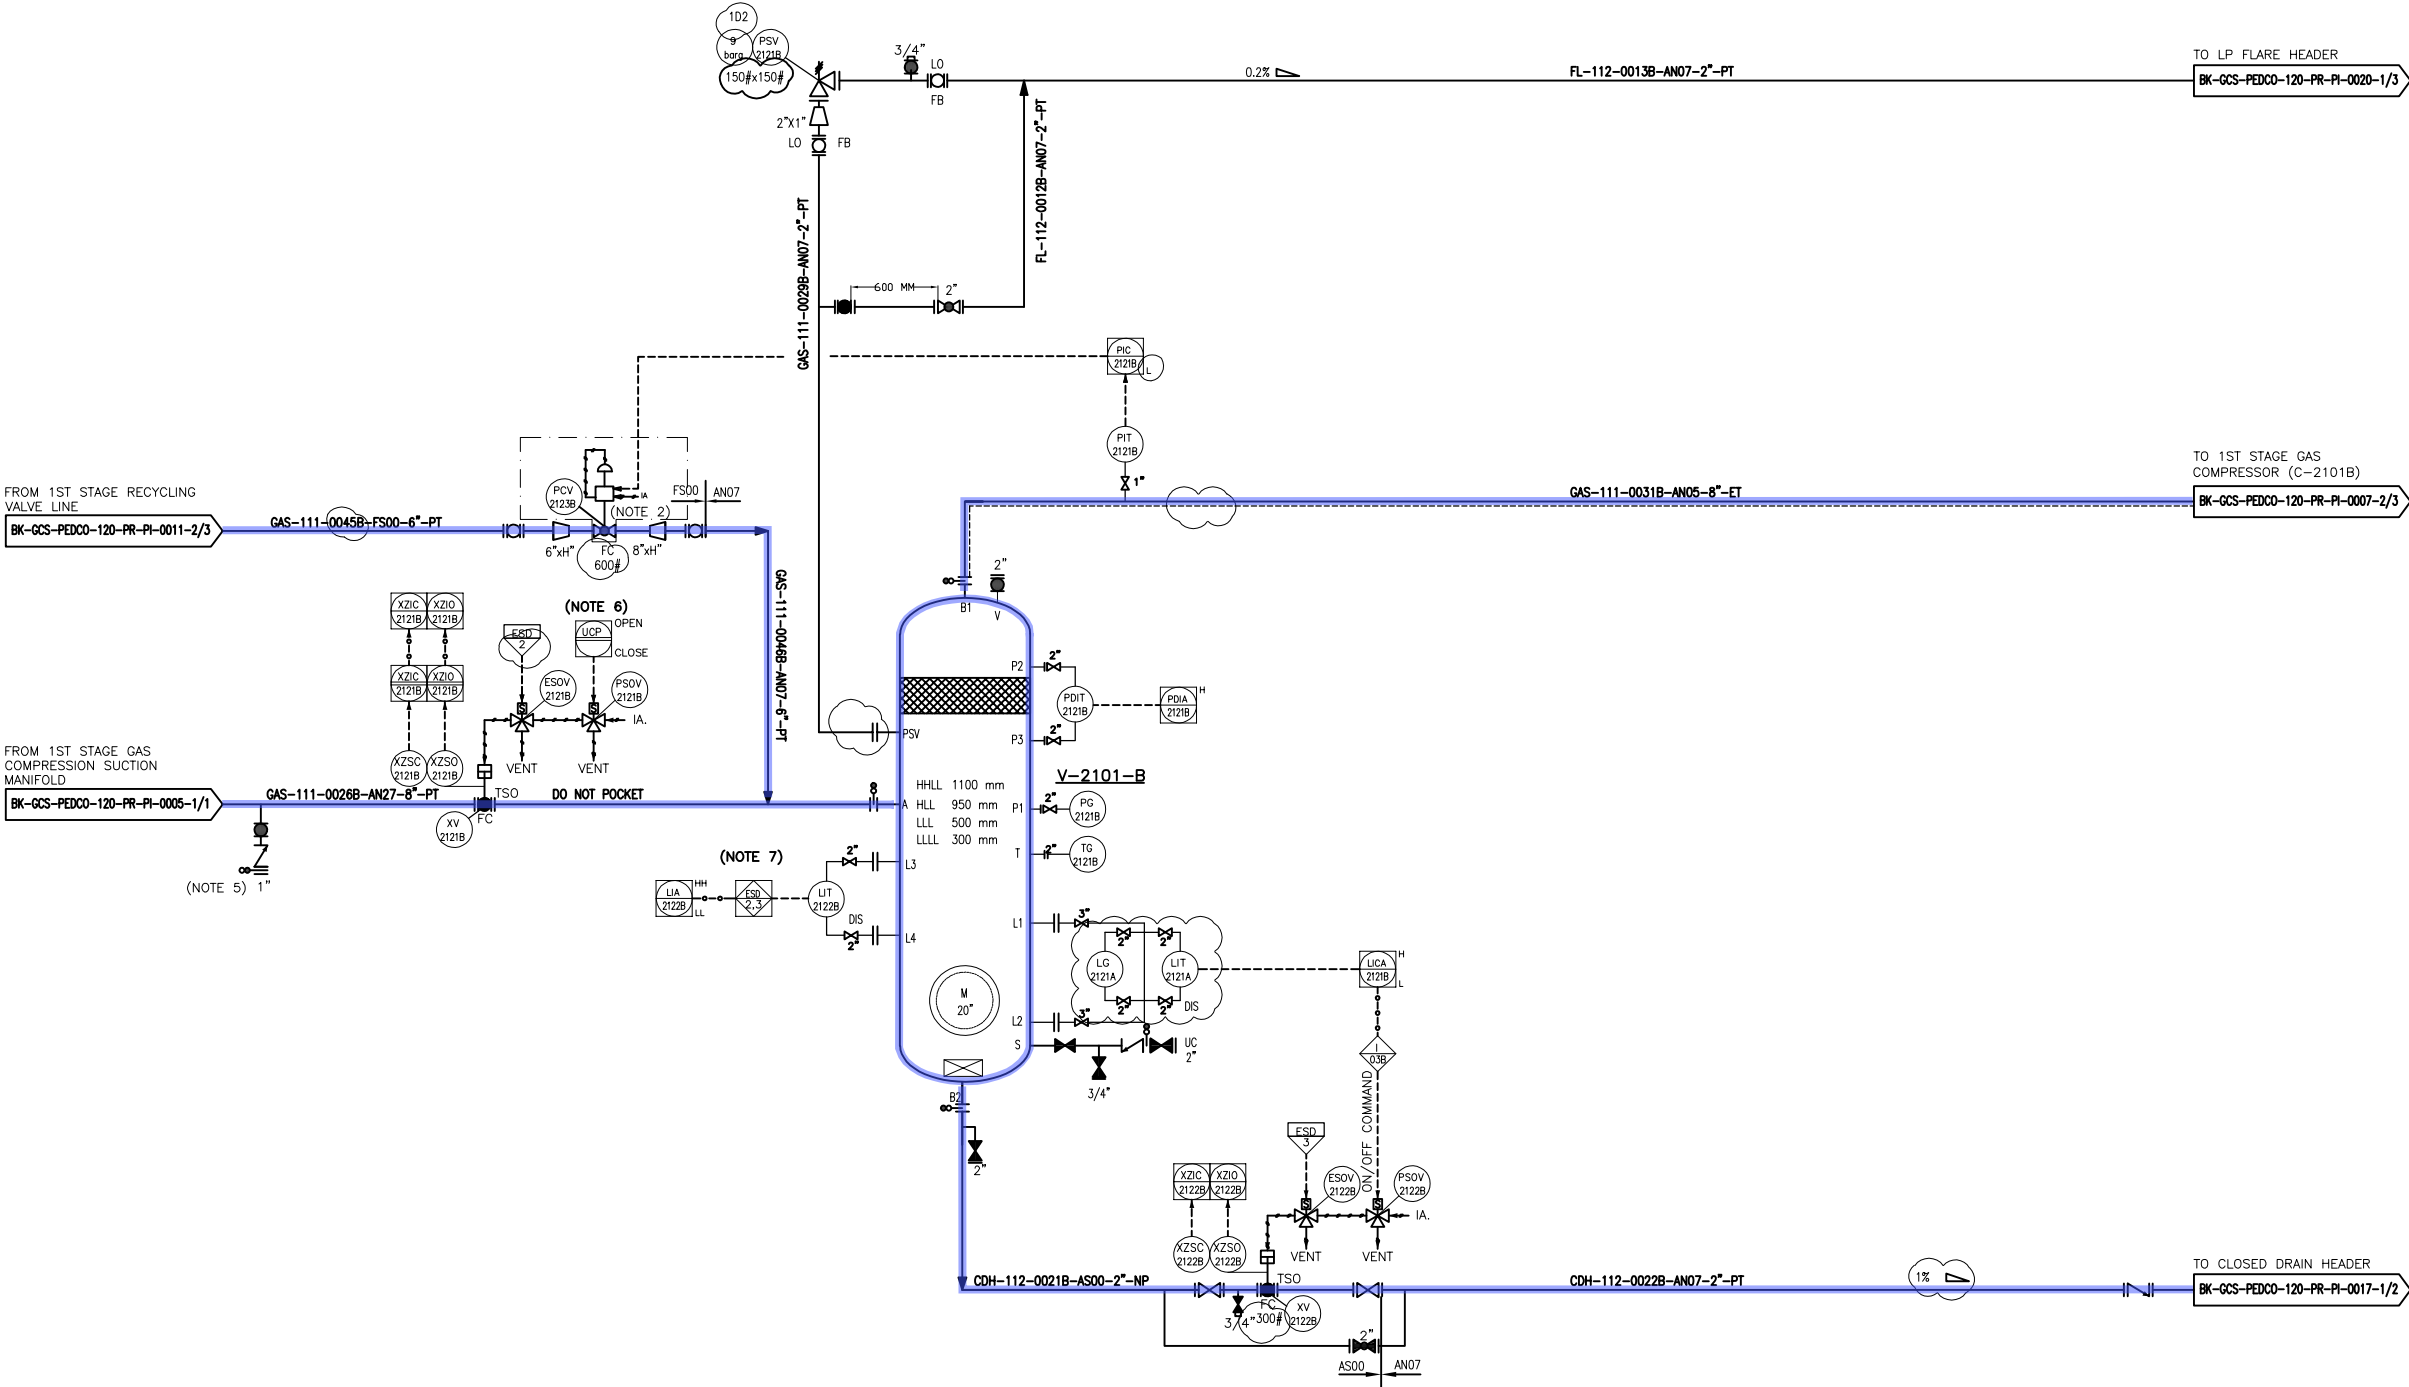 1D2
9
barg
PSV
2121B
150#x150#
3/4"
LO
FB
2"X1"
LO
FB
0.2%
FL-112-0013B-AN07-2"-PT
TO LP FLARE HEADER
BK-GCS-PEDCO-120-PR-PI-0020-1/3
GAS-111-0029B-AN07-2"-PT
FL-112-0012B-AN07-2"-PT
600 MM
2"
PIC
2121B
L
PIT
2121B
1"
FROM 1ST STAGE RECYCLING
VALVE LINE
BK-GCS-PEDCO-120-PR-PI-0011-2/3
GAS-111-0045B-FS00-6"-PT
PCV
2123B
IA
(NOTE 2)
FS00
AN07
6"xH"
FC
600#
8"xH"
GAS-111-0046B-AN07-6"-PT
GAS-111-0031B-AN05-8"-ET
TO 1ST STAGE GAS
COMPRESSOR (C-2101B)
BK-GCS-PEDCO-120-PR-PI-0007-2/3
B1
2"
V
XZIC
2121B
XZIO
2121B
XZIC
2121B
XZIO
2121B
XZSC
2121B
XZSO
2121B
(NOTE 6)
ESD
2
UCP
OPEN
CLOSE
ESOV
2121B
PSOV
2121B
IA.
VENT
VENT
FROM 1ST STAGE GAS
COMPRESSION SUCTION
MANIFOLD
BK-GCS-PEDCO-120-PR-PI-0005-1/1
GAS-111-0026B-AN27-8"-PT
TSO
DO NOT POCKET
XV
2121B
FC
(NOTE 5) 1"
PSV
A
P2
2"
PDIT
2121B
PDIA
2121B
H
P3
2"
V-2101-B
HHLL 1100 mm
HLL 950 mm
LLL 500 mm
LLLL 300 mm
P1
2"
PG
2121B
T
2"
TG
2121B
(NOTE 7)
LIA
2122B
HH
LL
ESD
2,3
LIT
2122B
2"
L3
DIS
2"
L4
M
20"
L1
3"
2"
2"
LG
2121A
LIT
2121A
2"
2"
DIS
L2
3"
S
UC
2"
3/4"
LICA
2121B
H
L
I
03B
ON/OFF COMMAND
B2
2"
ESD
3
XZIC
2122B
XZIO
2122B
XZSC
2122B
XZSO
2122B
ESOV
2122B
PSOV
2122B
IA.
VENT
VENT
CDH-112-0021B-AS00-2"-NP
TSO
FC
300#
XV
2122B
3/4"
2"
AS00
AN07
CDH-112-0022B-AN07-2"-PT
1%
TO CLOSED DRAIN HEADER
BK-GCS-PEDCO-120-PR-PI-0017-1/2